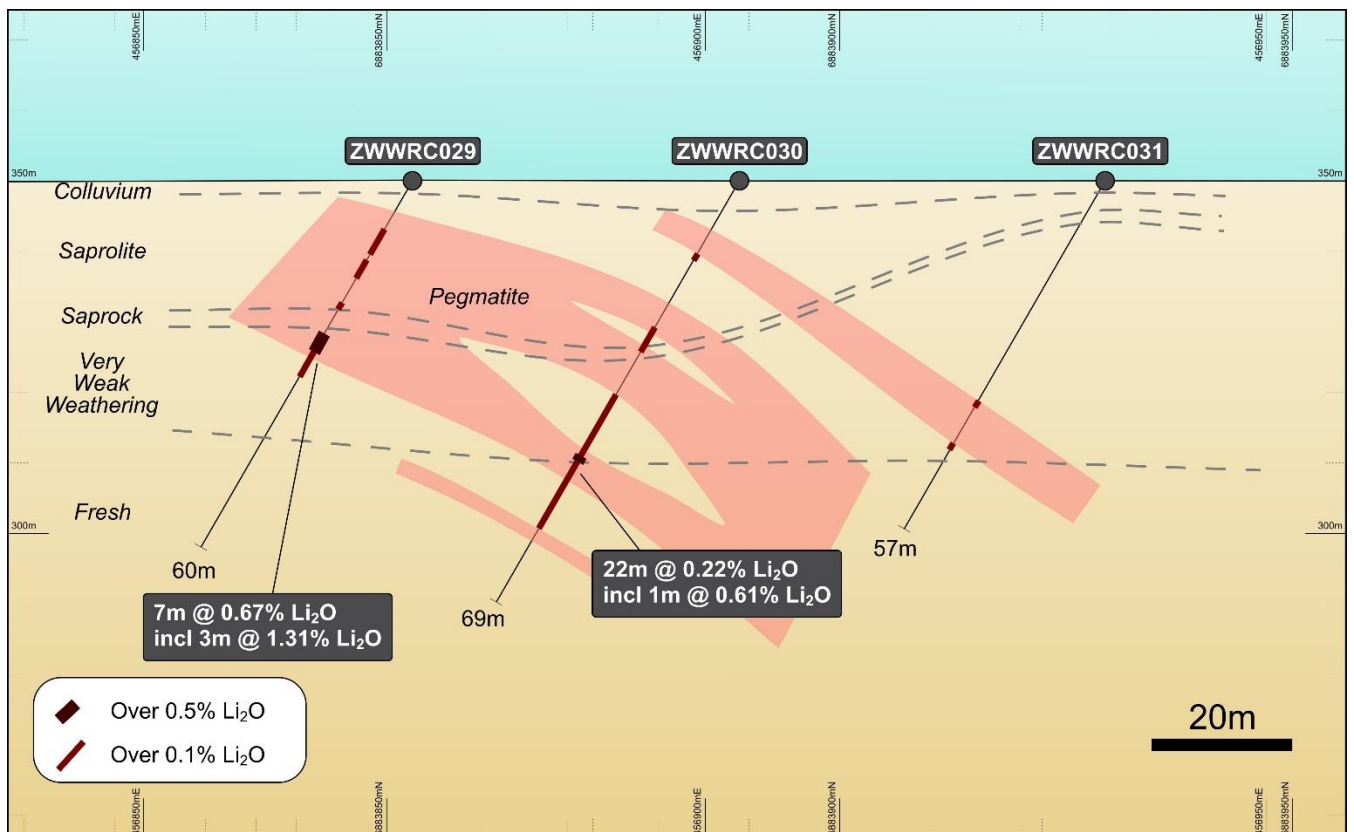 456850mE
6883850mN
456900mE
6883900mN
456950mE
6883950mN
ZWWRC029
ZWWRC030
ZWWRC031
350m
350m
Colluvium
Saprolite
Pegmatite
Saprock
Very
Weak
Weathering
Fresh
300m
300m
60m
69m
57m
7m @ 0.67% Li₂O
incl 3m @ 1.31% Li₂O
22m @ 0.22% Li₂O
incl 1m @ 0.61% Li₂O
Over 0.5% Li₂O
Over 0.1% Li₂O
20m
456850mE
6883850mN
456900mE
6883900mN
456950mE
6883950mN